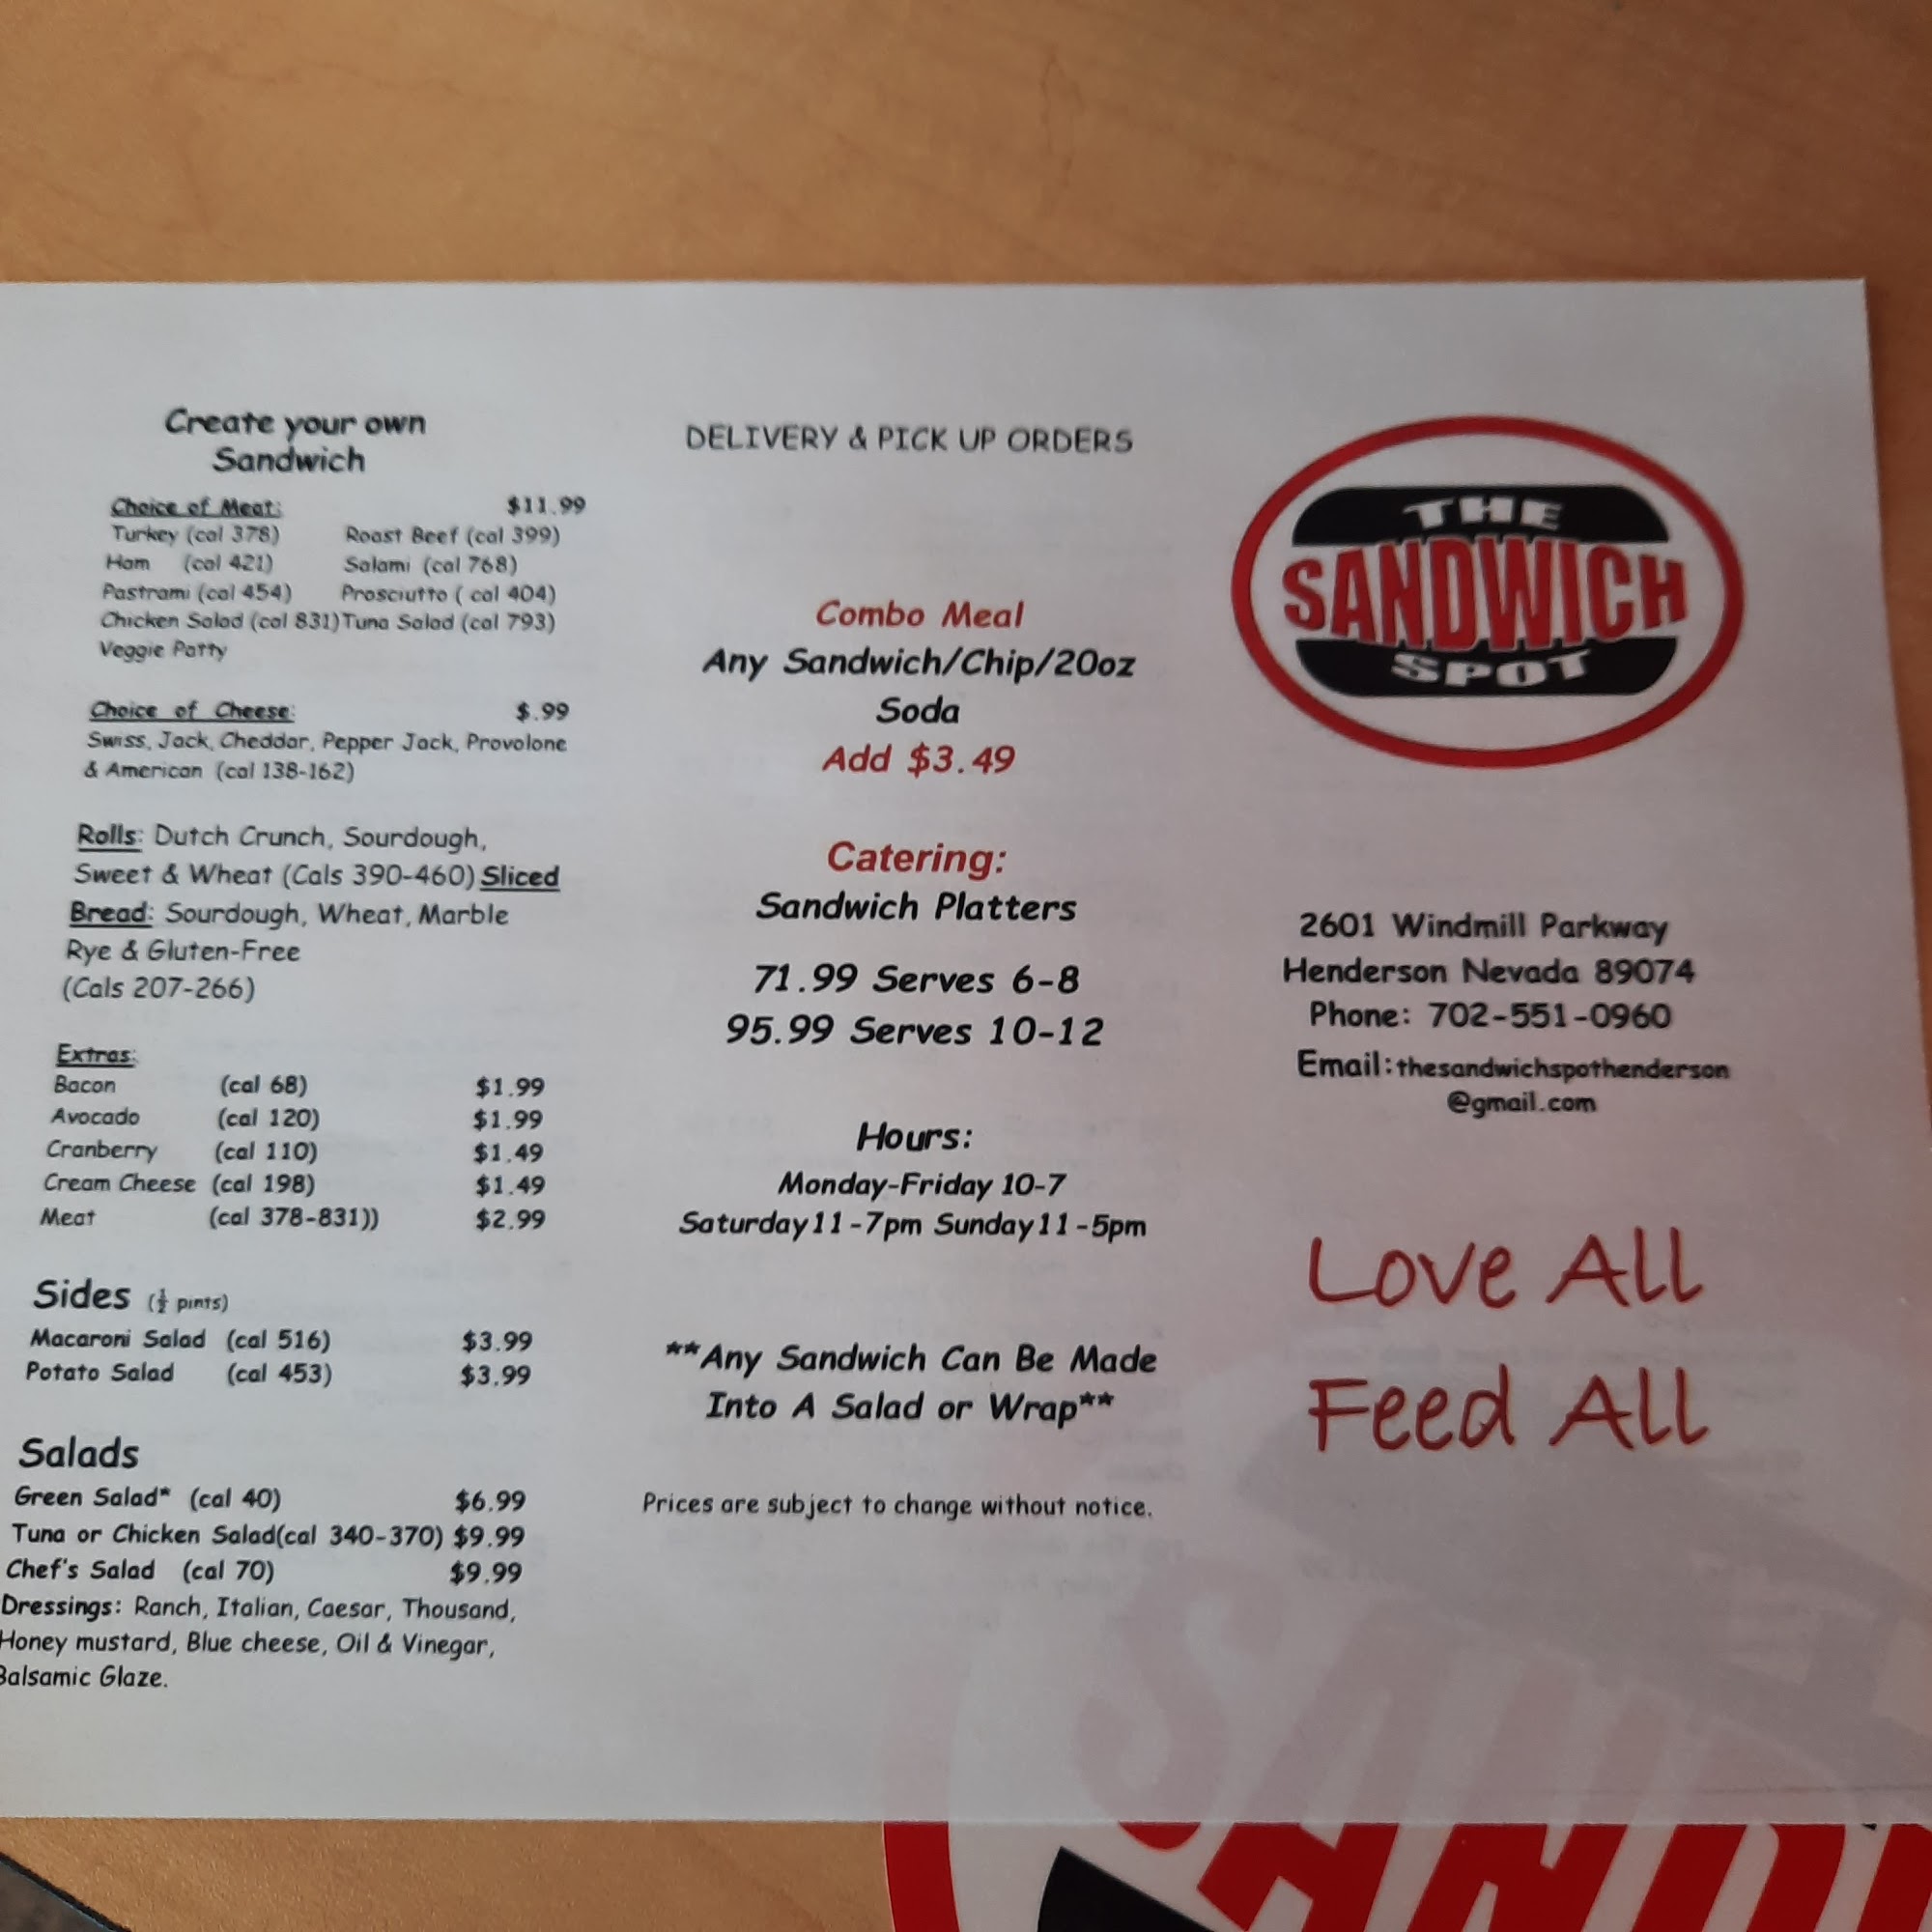 Create your own
Sandwich
Choice of Meat: $11.99
Turkey (cal 378) Roast Beef (cal 399)
Ham (cal 421) Salami (cal 768)
Pastrami (cal 454) Prosciutto ( cal 404)
Chicken Salad (cal 831) Tuna Salad (cal 793)
Veggie Patty
Choice of Cheese: $.99
Swiss, Jack, Cheddar, Pepper Jack, Provolone
& American (cal 138-162)
Rolls: Dutch Crunch, Sourdough,
Sweet & Wheat (Cals 390-460) Sliced
Bread: Sourdough, Wheat, Marble
Rye & Gluten-Free
(Cals 207-266)
Extras:
Bacon (cal 68) $1.99
Avocado (cal 120) $1.99
Cranberry (cal 110) $1.49
Cream Cheese (cal 198) $1.49
Meat (cal 378-831)) $2.99
Sides (½ pints)
Macaroni Salad (cal 516) $3.99
Potato Salad (cal 453) $3.99
Salads
Green Salad* (cal 40) $6.99
Tuna or Chicken Salad(cal 340-370) $9.99
Chef's Salad (cal 70) $9.99
Dressings: Ranch, Italian, Caesar, Thousand,
Honey mustard, Blue cheese, Oil & Vinegar,
Balsamic Glaze.
DELIVERY & PICK UP ORDERS
Combo Meal
Any Sandwich/Chip/20oz
Soda
Add $3.49
Catering:
Sandwich Platters
71.99 Serves 6-8
95.99 Serves 10-12
Hours:
Monday-Friday 10-7
Saturday 11-7pm Sunday 11-5pm
**Any Sandwich Can Be Made
Into A Salad or Wrap**
Prices are subject to change without notice.
THE
SANDWICH
SPOT
2601 Windmill Parkway
Henderson Nevada 89074
Phone: 702-551-0960
Email:thesandwichspothenderson
@gmail.com
Love All
Feed All